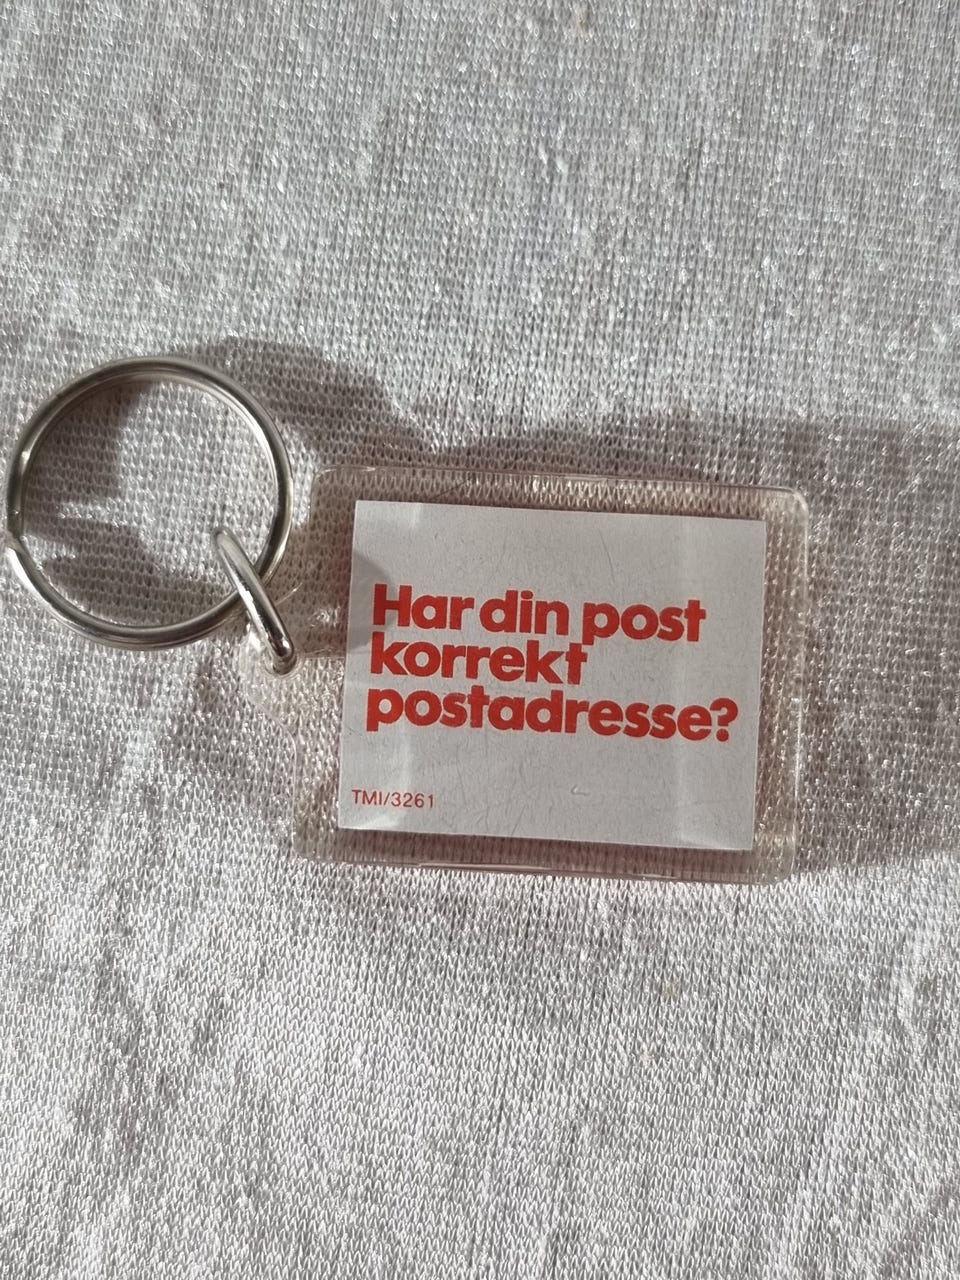 Har din post
korrekt
postadresse?
TMI/3261